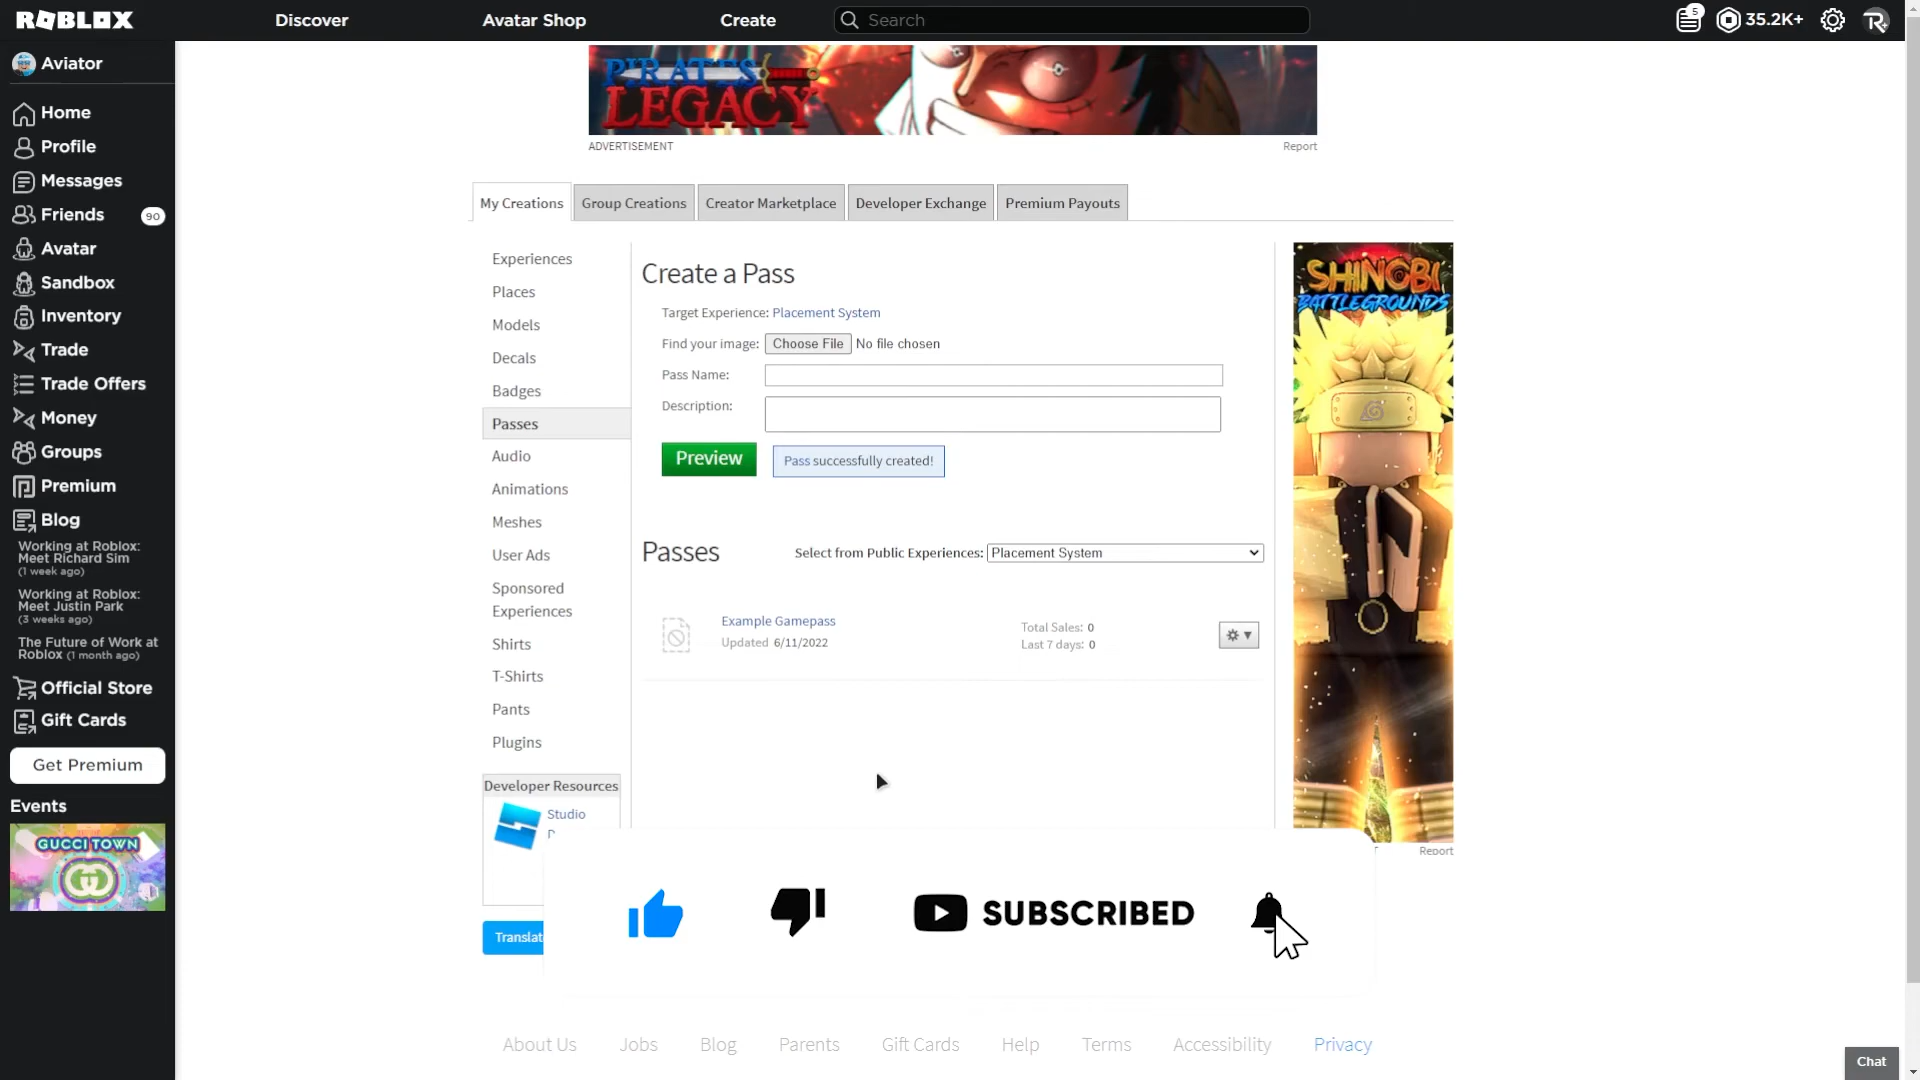 ROBLOX
Discover
Avatar Shop
Create
Search
5
35.2K+
Aviator
Home
Profile
Messages
Friends
90
Avatar
Sandbox
Inventory
Trade
Trade Offers
Money
Groups
Premium
Blog
Working at Roblox:
Meet Richard Sim
(1 week ago)
Working at Roblox:
Meet Justin Park
(3 weeks ago)
The Future of Work at
Roblox (1 month ago)
Official Store
Gift Cards
Get Premium
Events
GUCCI TOWN
PIRATES
LEGACY
ADVERTISEMENT
Report
My Creations
Group Creations
Creator Marketplace
Developer Exchange
Premium Payouts
Experiences
Places
Models
Decals
Badges
Passes
Audio
Animations
Meshes
User Ads
Sponsored
Experiences
Shirts
T-Shirts
Pants
Plugins
Developer Resources
Studio
Translat
Create a Pass
Target Experience: Placement System
Find your image: Choose File No file chosen
Pass Name:
Description:
Preview
Pass successfully created!
Passes
Select from Public Experiences: Placement System
Example Gamepass
Updated 6/11/2022
Total Sales: 0
Last 7 days: 0
SHINOBI
BATTLEGROUNDS
Report
SUBSCRIBED
About Us
Jobs
Blog
Parents
Gift Cards
Help
Terms
Accessibility
Privacy
Chat